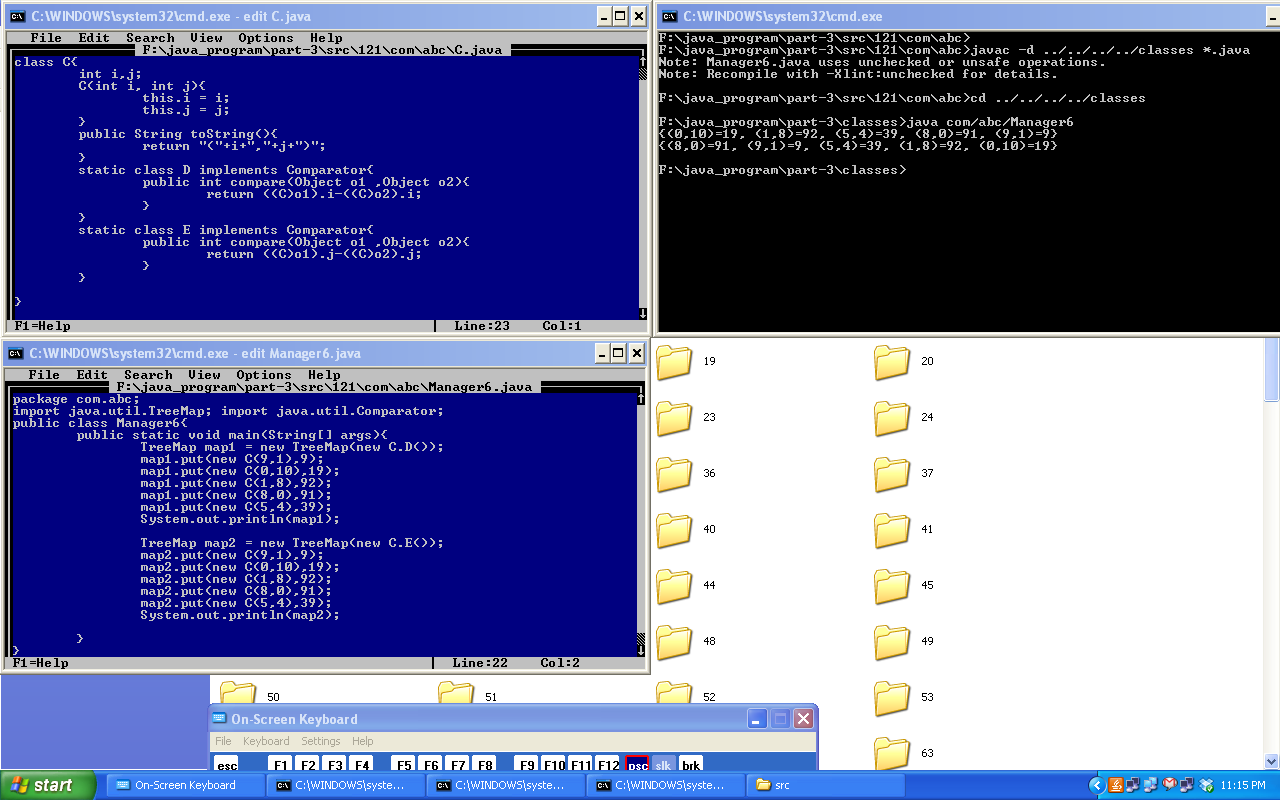 C:\WINDOWS\system32\cmd.exe - edit C.java
File Edit Search View Options Help
F:\java_program\part-3\src\121\com\abc\C.java
class C{
int i,j;
C(int i, int j){
this.i = i;
this.j = j;
}
public String toString(){
return "("+i+","+j+")";
}
static class D implements Comparator{
public int compare(Object o1 ,Object o2){
return ((C)o1).i-((C)o2).i;
}
}
static class E implements Comparator{
public int compare(Object o1 ,Object o2){
return ((C)o1).j-((C)o2).j;
}
}
}
F1=Help Line:23 Col:1
C:\WINDOWS\system32\cmd.exe
F:\java_program\part-3\src\121\com\abc>
F:\java_program\part-3\src\121\com\abc>javac -d ../../../../classes *.java
Note: Manager6.java uses unchecked or unsafe operations.
Note: Recompile with -Xlint:unchecked for details.
F:\java_program\part-3\src\121\com\abc>cd ../../../../classes
F:\java_program\part-3\classes>java com/abc/Manager6
{(0,10)=19, (1,8)=92, (5,4)=39, (8,0)=91, (9,1)=9}
{(8,0)=91, (9,1)=9, (5,4)=39, (1,8)=92, (0,10)=19}
F:\java_program\part-3\classes>
C:\WINDOWS\system32\cmd.exe - edit Manager6.java
File Edit Search View Options Help
F:\java_program\part-3\src\121\com\abc\Manager6.java
package com.abc;
import java.util.TreeMap; import java.util.Comparator;
public class Manager6{
public static void main(String[] args){
TreeMap map1 = new TreeMap(new C.D());
map1.put(new C(9,1),9);
map1.put(new C(0,10),19);
map1.put(new C(1,8),92);
map1.put(new C(8,0),91);
map1.put(new C(5,4),39);
System.out.println(map1);
TreeMap map2 = new TreeMap(new C.E());
map2.put(new C(9,1),9);
map2.put(new C(0,10),19);
map2.put(new C(1,8),92);
map2.put(new C(8,0),91);
map2.put(new C(5,4),39);
System.out.println(map2);
}
}
F1=Help Line:22 Col:2
19 20
23 24
36 37
40 41
44 45
48 49
50 51 52 53
63
On-Screen Keyboard
File Keyboard Settings Help
esc F1 F2 F3 F4 F5 F6 F7 F8 F9 F10 F11 F12 psc slk brk
start On-Screen Keyboard C:\WINDOWS\syste... C:\WINDOWS\syste... C:\WINDOWS\syste... src 11:15 PM